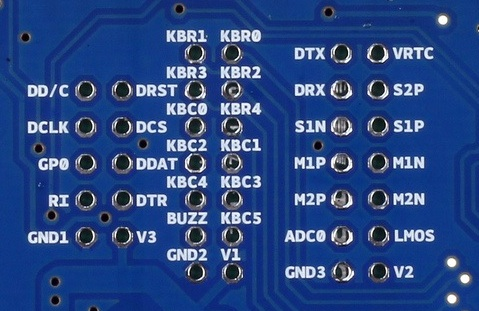 KBR1 KBR0
DTX VRTC
KBR3 KBR2
DD/C DRST DRX S2P
KBC0 KBR4
DCLK DCS S1N S1P
KBC2 KBC1
GP0 DDAT M1P M1N
KBC4 KBC3
RI DTR M2P M2N
BUZZ KBC5
GND1 V3 ADC0 LMOS
GND2 V1
GND3 V2